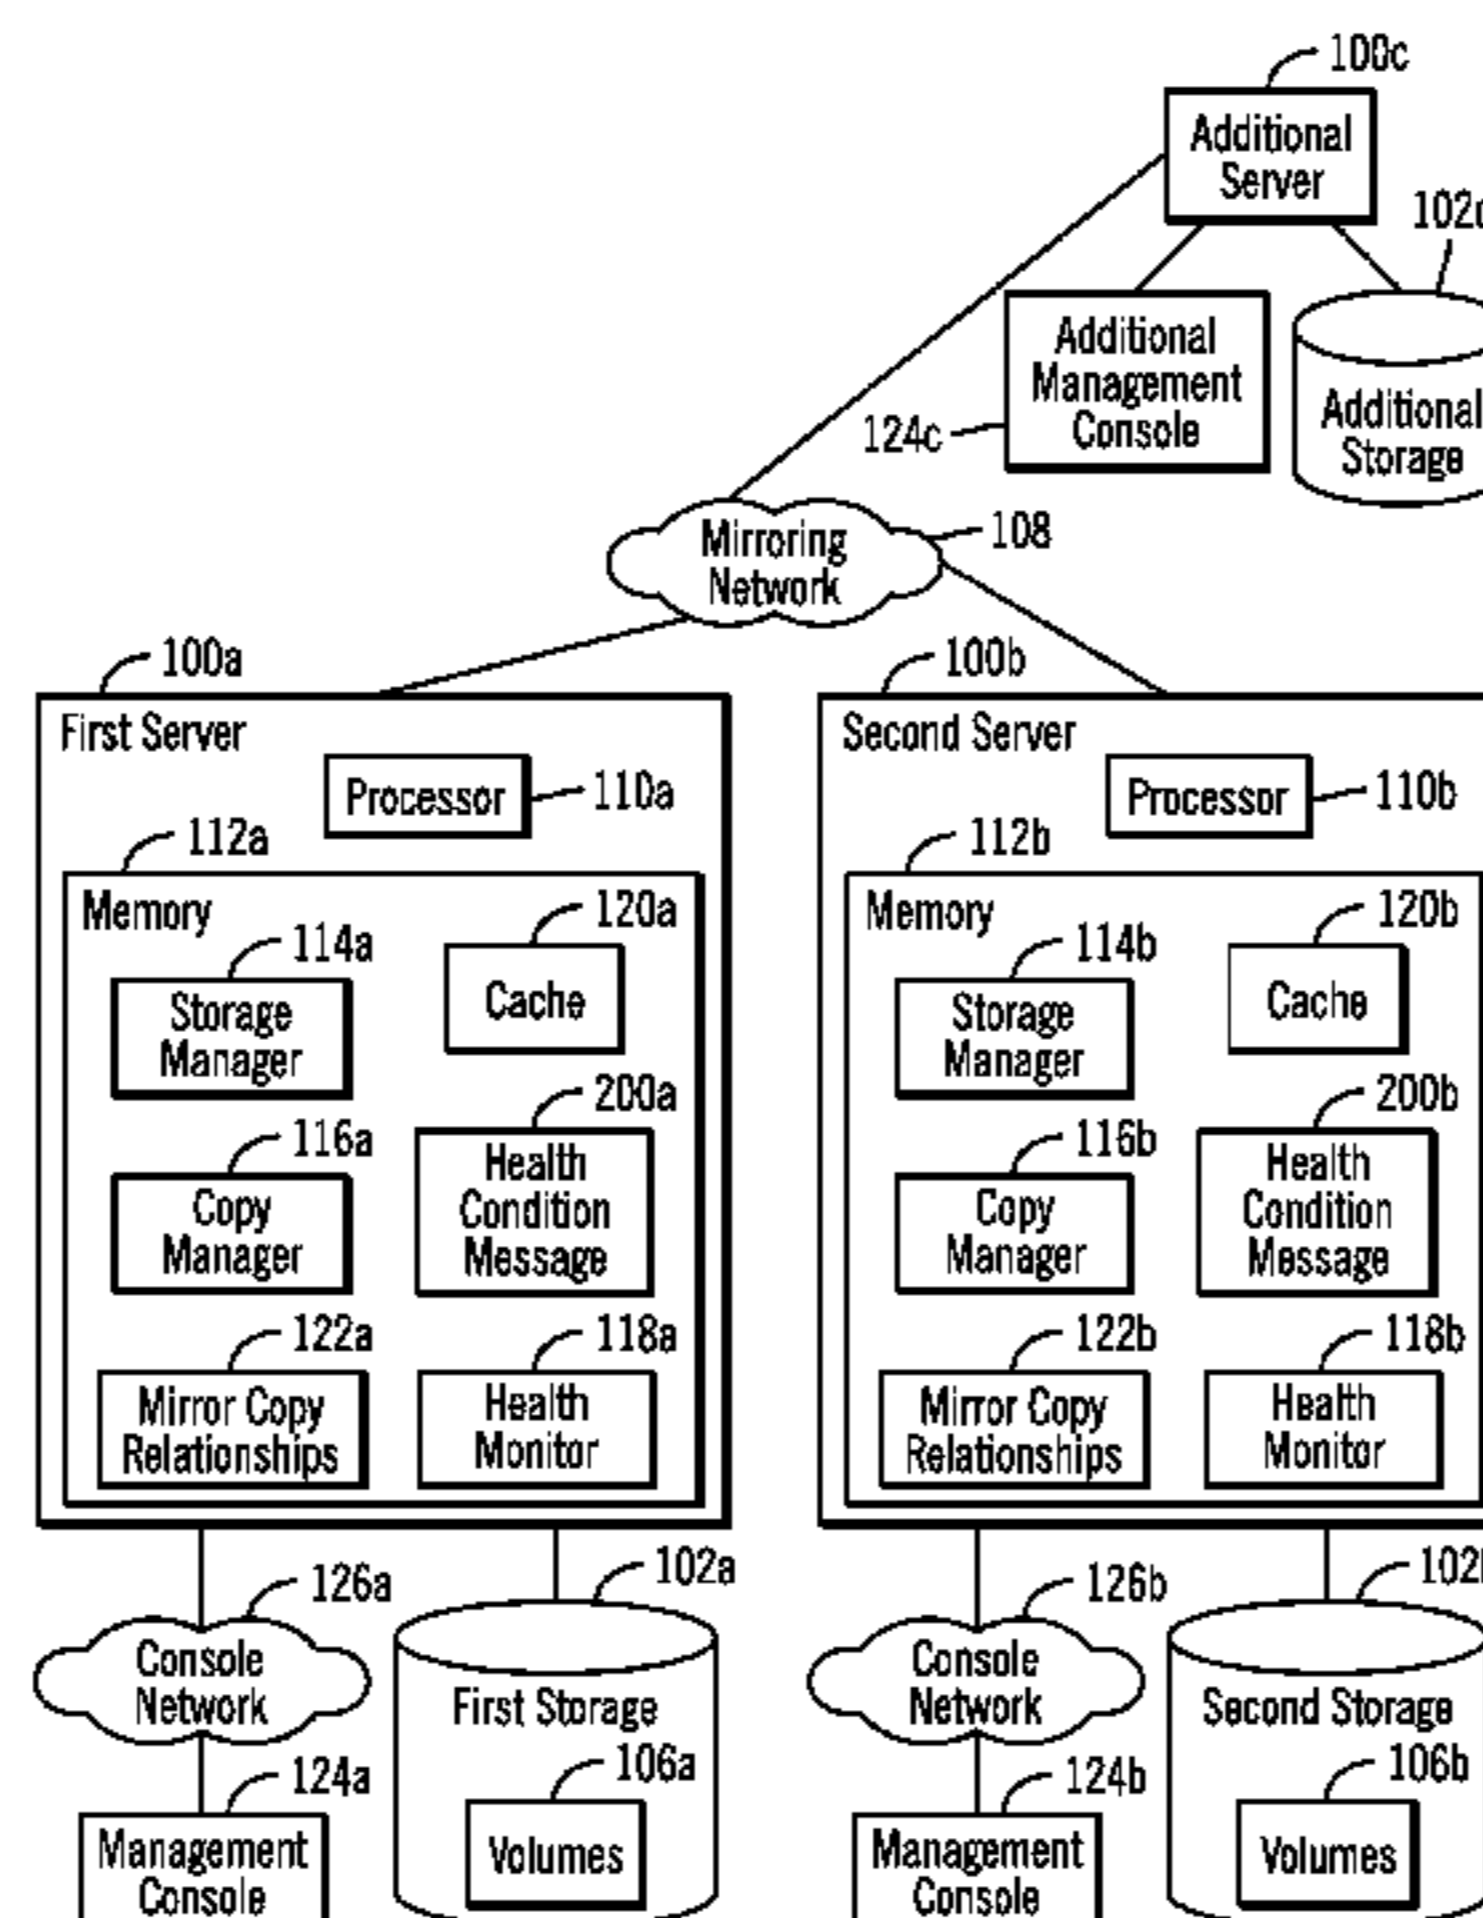 100c
Additional
Server
Additional
Management
Console
124c
Additional
Storage
Mirroring
Network
108
100a
First Server
Processor
110a
112a
Memory
114a
Storage
Manager
120a
Cache
116a
Copy
Manager
200a
Health
Condition
Message
122a
Mirror Copy
Relationships
118a
Health
Monitor
100b
Second Server
Processor
110b
112b
Memory
114b
Storage
Manager
120b
Cache
116b
Copy
Manager
200b
Health
Condition
Message
122b
Mirror Copy
Relationships
118b
Health
Monitor
126a
Console
Network
102a
First Storage
106a
Volumes
124a
Management
Console
126b
Console
Network
Second Storage
106b
Volumes
124b
Management
Console